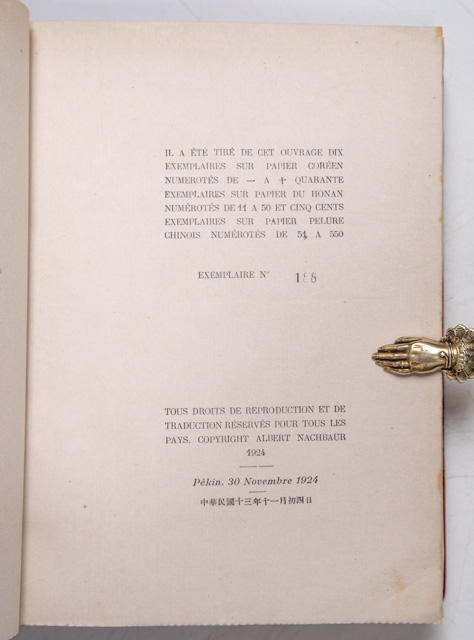 IL A ÉTÉ TIRÉ DE CET OUVRAGE DIX
EXEMPLAIRES SUR PAPIER CORÉEN
NUMEROTÉS DE 一 A 十 QUARANTE
EXEMPLAIRES SUR PAPIER DU HONAN
NUMÉROTÉS DE 11 A 50 ET CINQ CENTS
EXEMPLAIRES SUR PAPIER PELURE
CHINOIS NUMÉROTÉS DE 51 A 550
EXEMPLAIRE N° 188
TOUS DROITS DE REPRODUCTION ET DE
TRADUCTION RÉSERVÉS POUR TOUS LES
PAYS. COPYRIGHT ALBERT NACHBAUR
1924
Pékin, 30 Novembre 1924
中華民國十三年十一月初四日